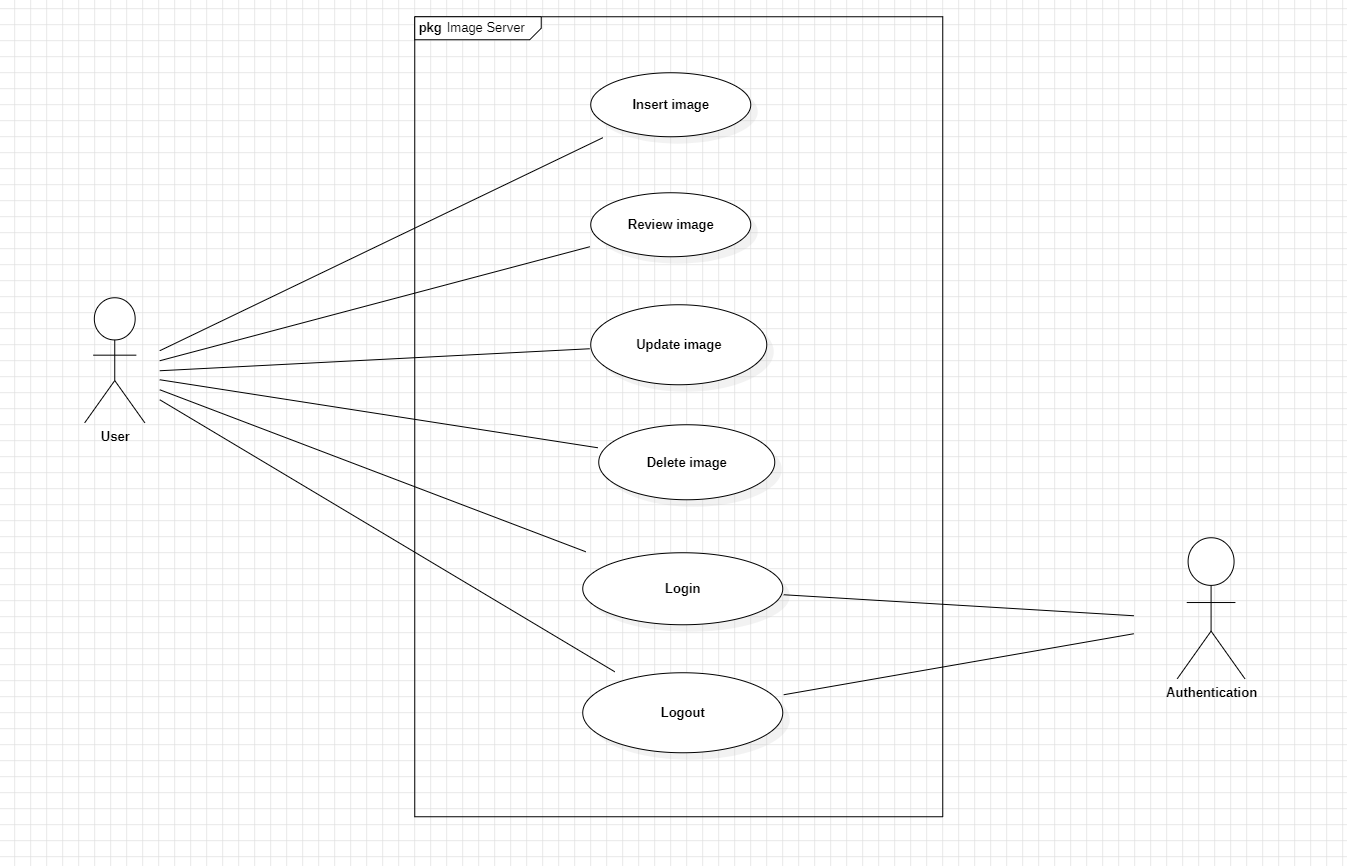 pkg Image Server
Insert image
Review image
Update image
Delete image
Login
Logout
User
Authentication